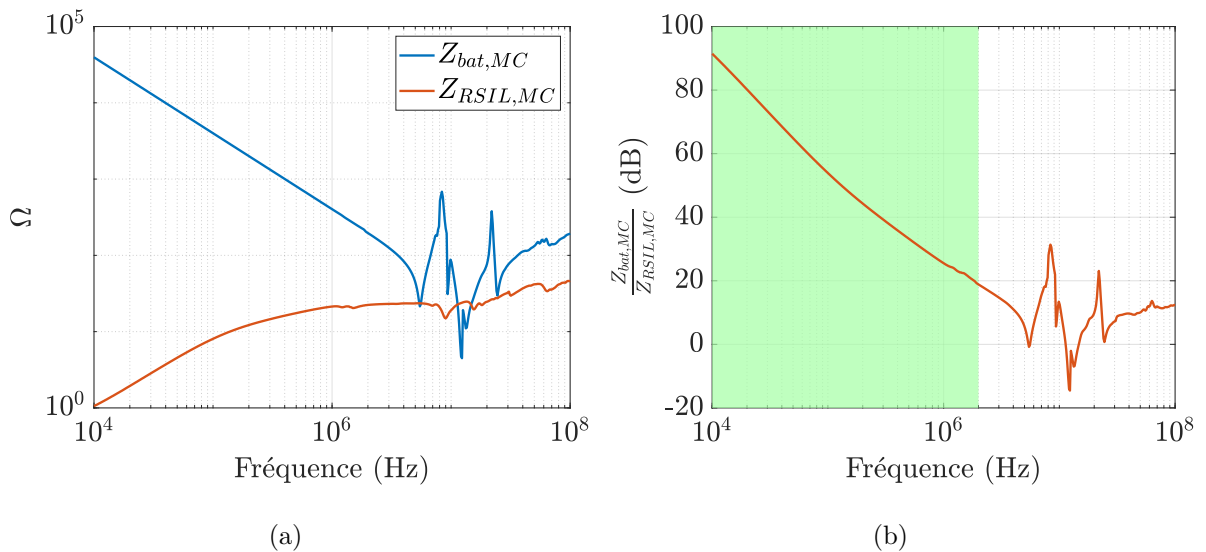 10^5
10^0
Ω
10^4
10^6
10^8
Fréquence (Hz)
Z_{bat,MC}
Z_{RSIL,MC}
(a)
100
80
60
40
20
0
-20
\frac{Z_{bat,MC}}{Z_{RSIL,MC}} (dB)
10^4
10^6
10^8
Fréquence (Hz)
(b)